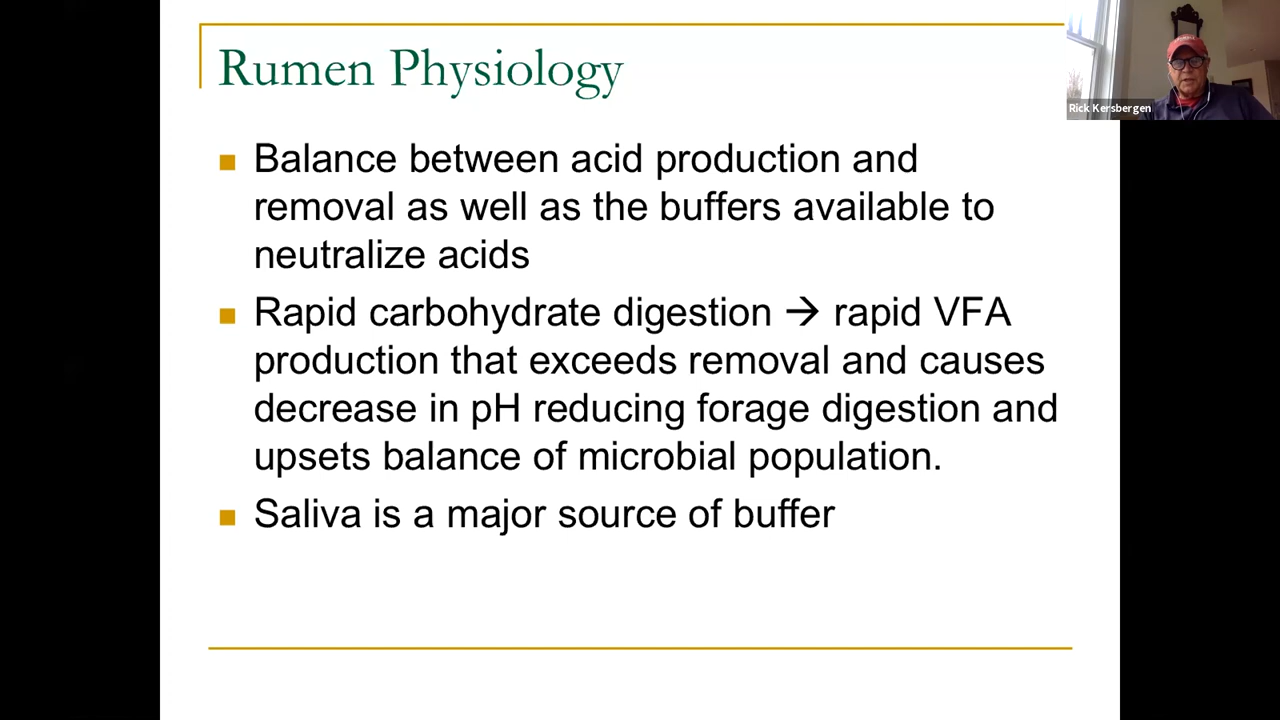 Rumen Physiology
Rick Kersbergen
Balance between acid production and
removal as well as the buffers available to
neutralize acids
Rapid carbohydrate digestion → rapid VFA
production that exceeds removal and causes
decrease in pH reducing forage digestion and
upsets balance of microbial population.
Saliva is a major source of buffer